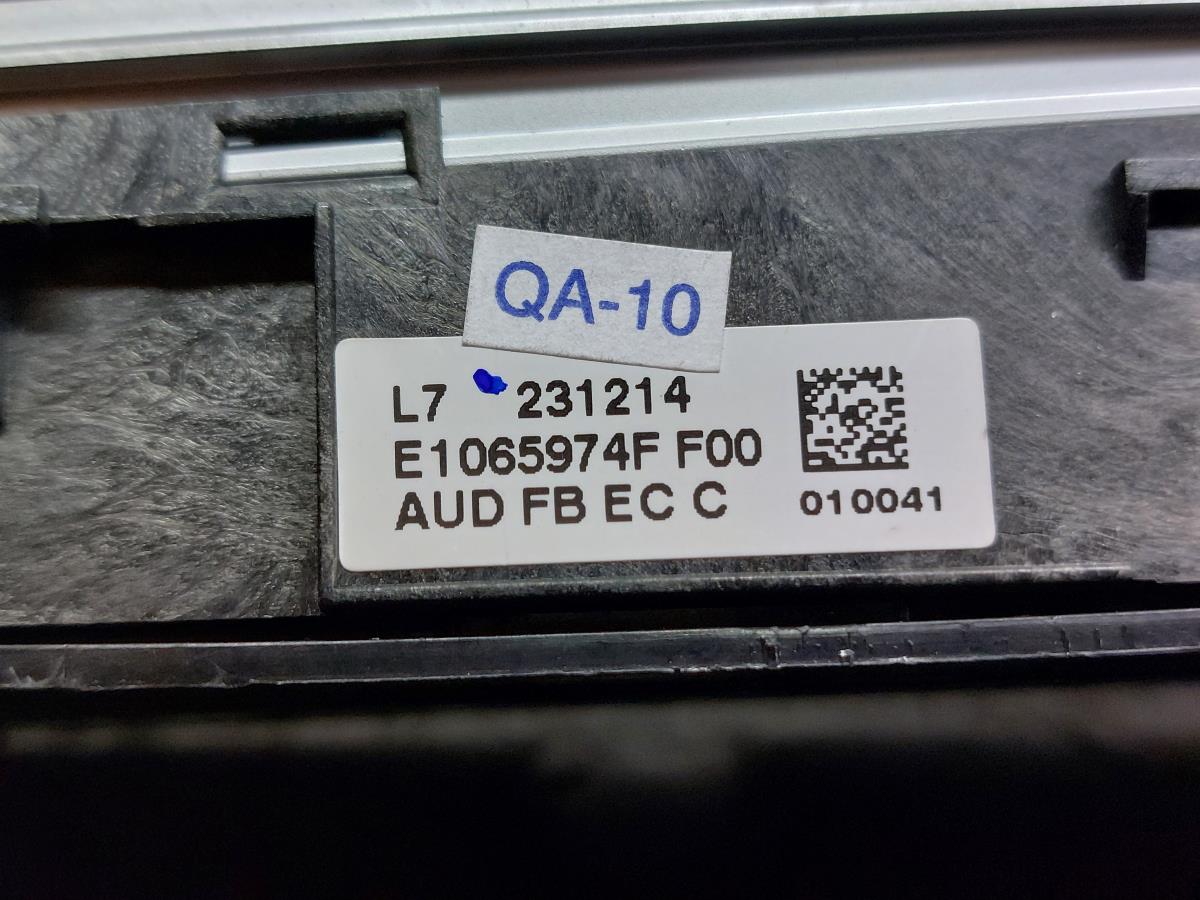 QA-10
L7 231214
E1065974F F00
AUD FB EC C
010041